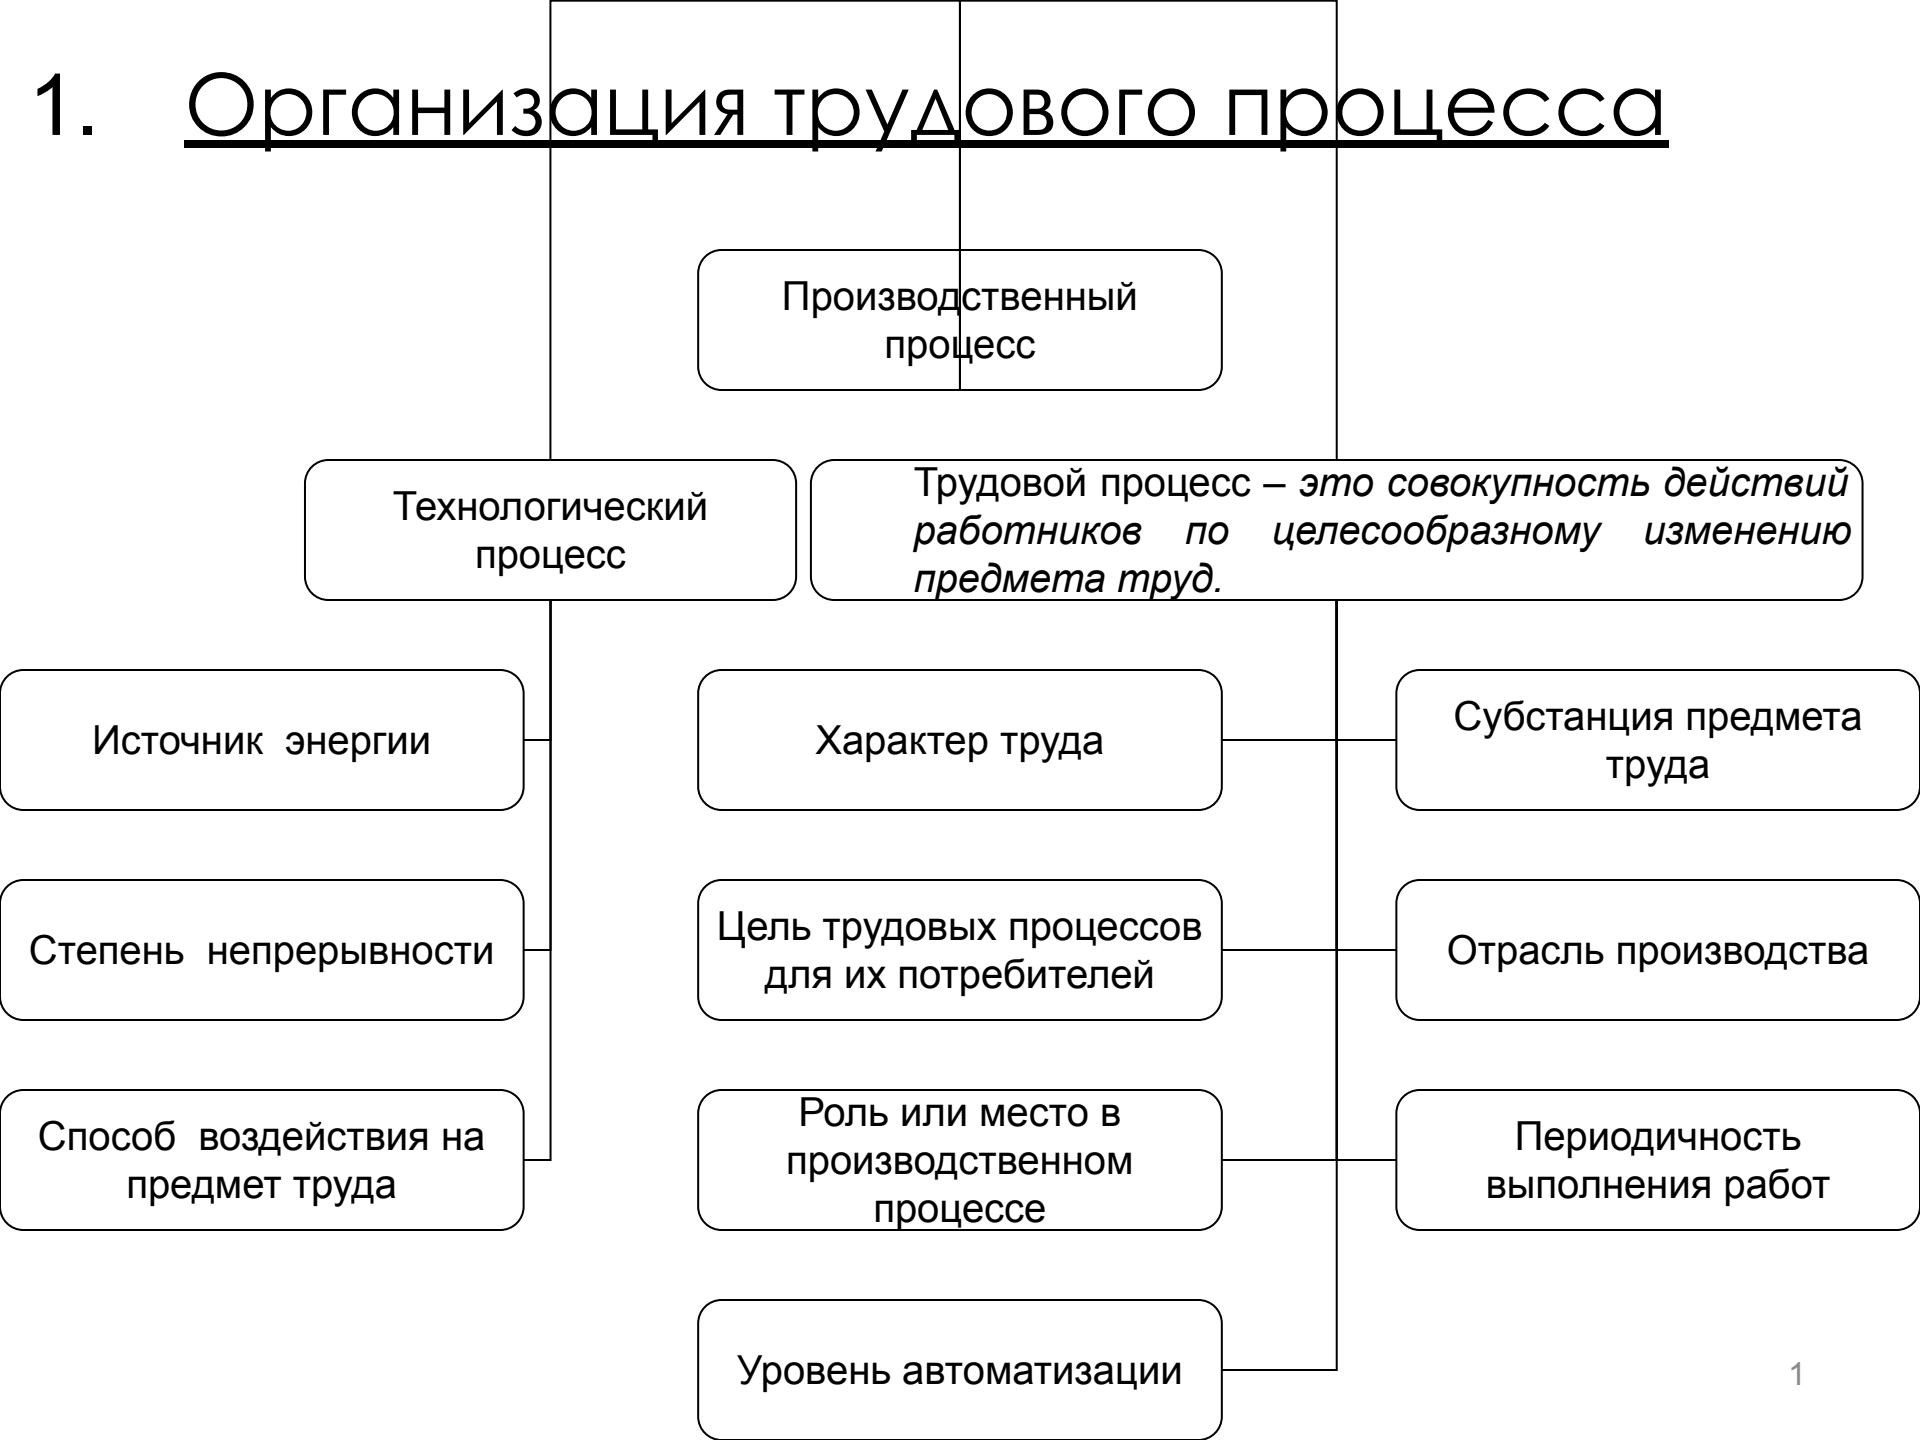 1. Организация трудового процесса
Производственный
процесс
Технологический
процесс
Трудовой процесс – это совокупность действий
работников по целесообразному изменению
предмета труд.
Источник энергии
Характер труда
Субстанция предмета
труда
Степень непрерывности
Цель трудовых процессов
для их потребителей
Отрасль производства
Способ воздействия на
предмет труда
Роль или место в
производственном
процессе
Периодичность
выполнения работ
Уровень автоматизации
1